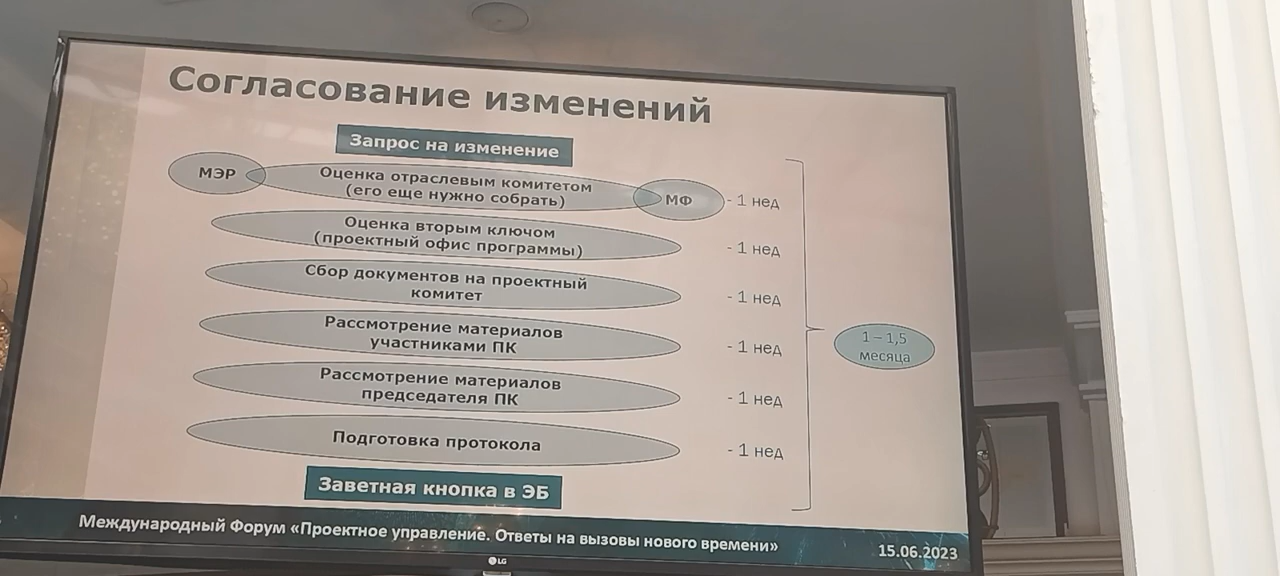 Согласование изменений
Запрос на изменение
МЭР
Оценка отраслевым комитетом
(его еще нужно собрать)
МФ
- 1 нед
Оценка вторым ключом
(проектный офис программы)
- 1 нед
Сбор документов на проектный
комитет
- 1 нед
Рассмотрение материалов
участниками ПК
- 1 нед
Рассмотрение материалов
председателя ПК
- 1 нед
Подготовка протокола
- 1 нед
1 – 1,5
месяца
Заветная кнопка в ЭБ
Международный Форум «Проектное управление. Ответы на вызовы нового времени»
15.06.2023
LG